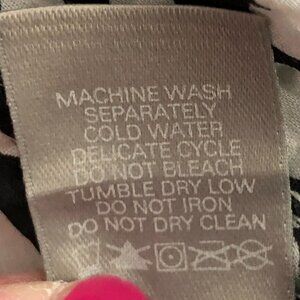 MACHINE WASH
SEPARATELY
COLD WATER
DELICATE CYCLE
DO NOT BLEACH
TUMBLE DRY LOW
DO NOT IRON
DO NOT DRY CLEAN